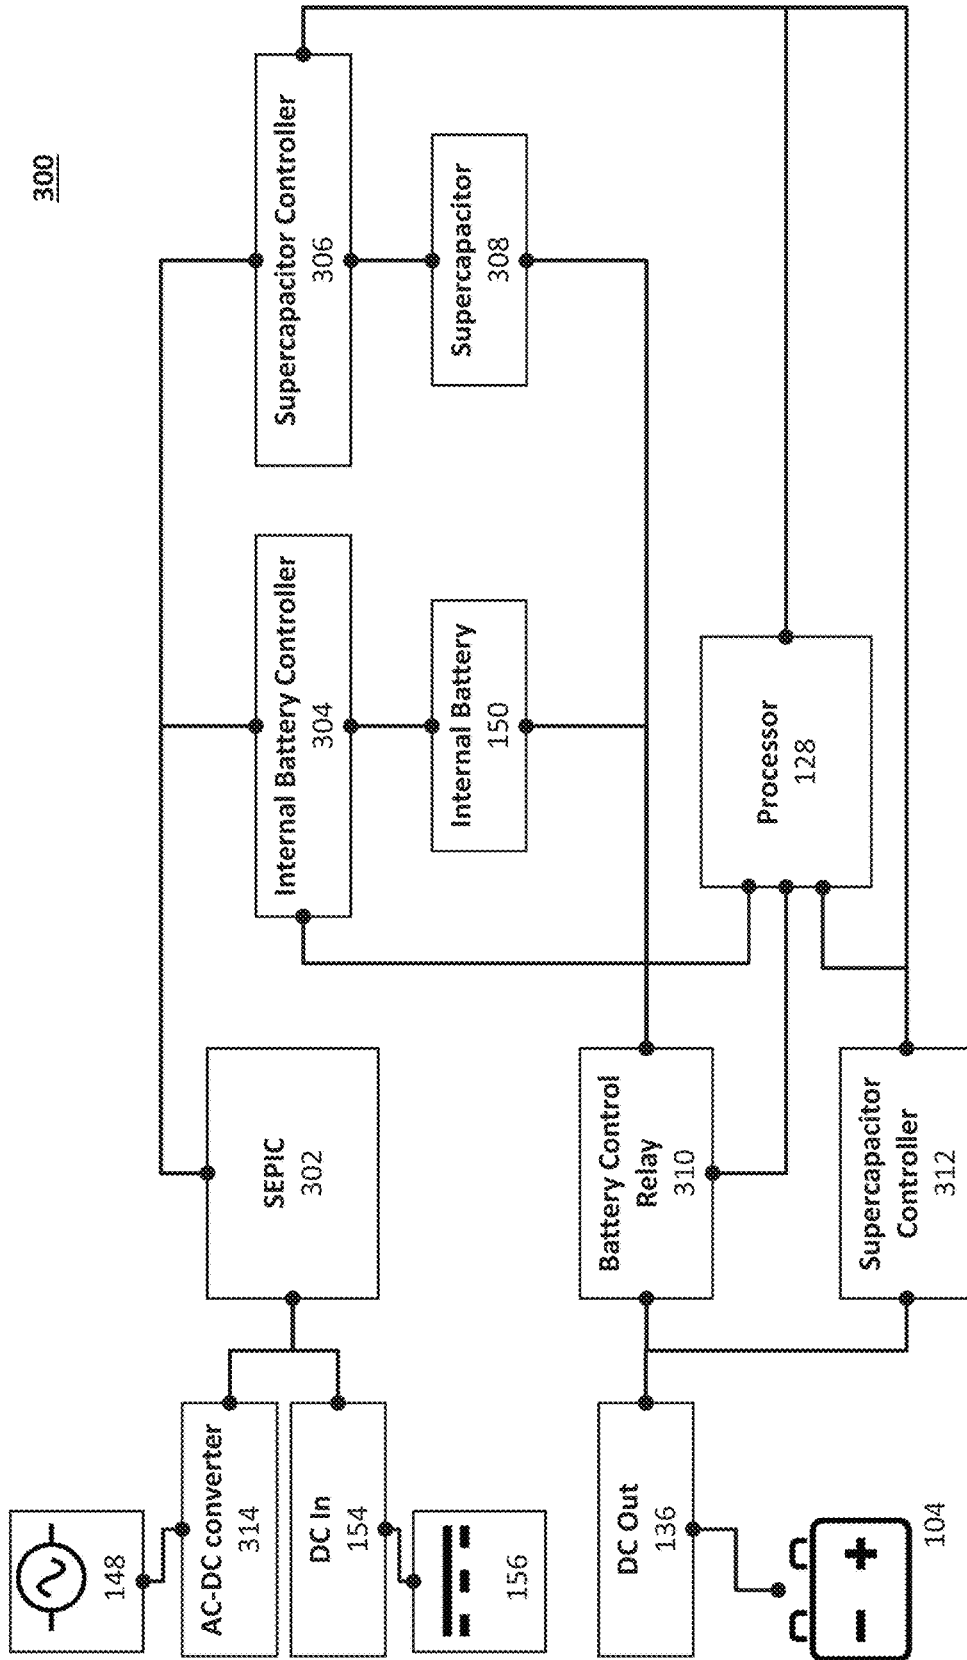 300
148
AC-DC converter
314
DC In
154
156
SEPIC
302
Internal Battery Controller
304
Internal Battery
150
Supercapacitor Controller
306
Supercapacitor
308
DC Out
136
104
Battery Control
Relay
310
Supercapacitor
Controller
312
Processor
128